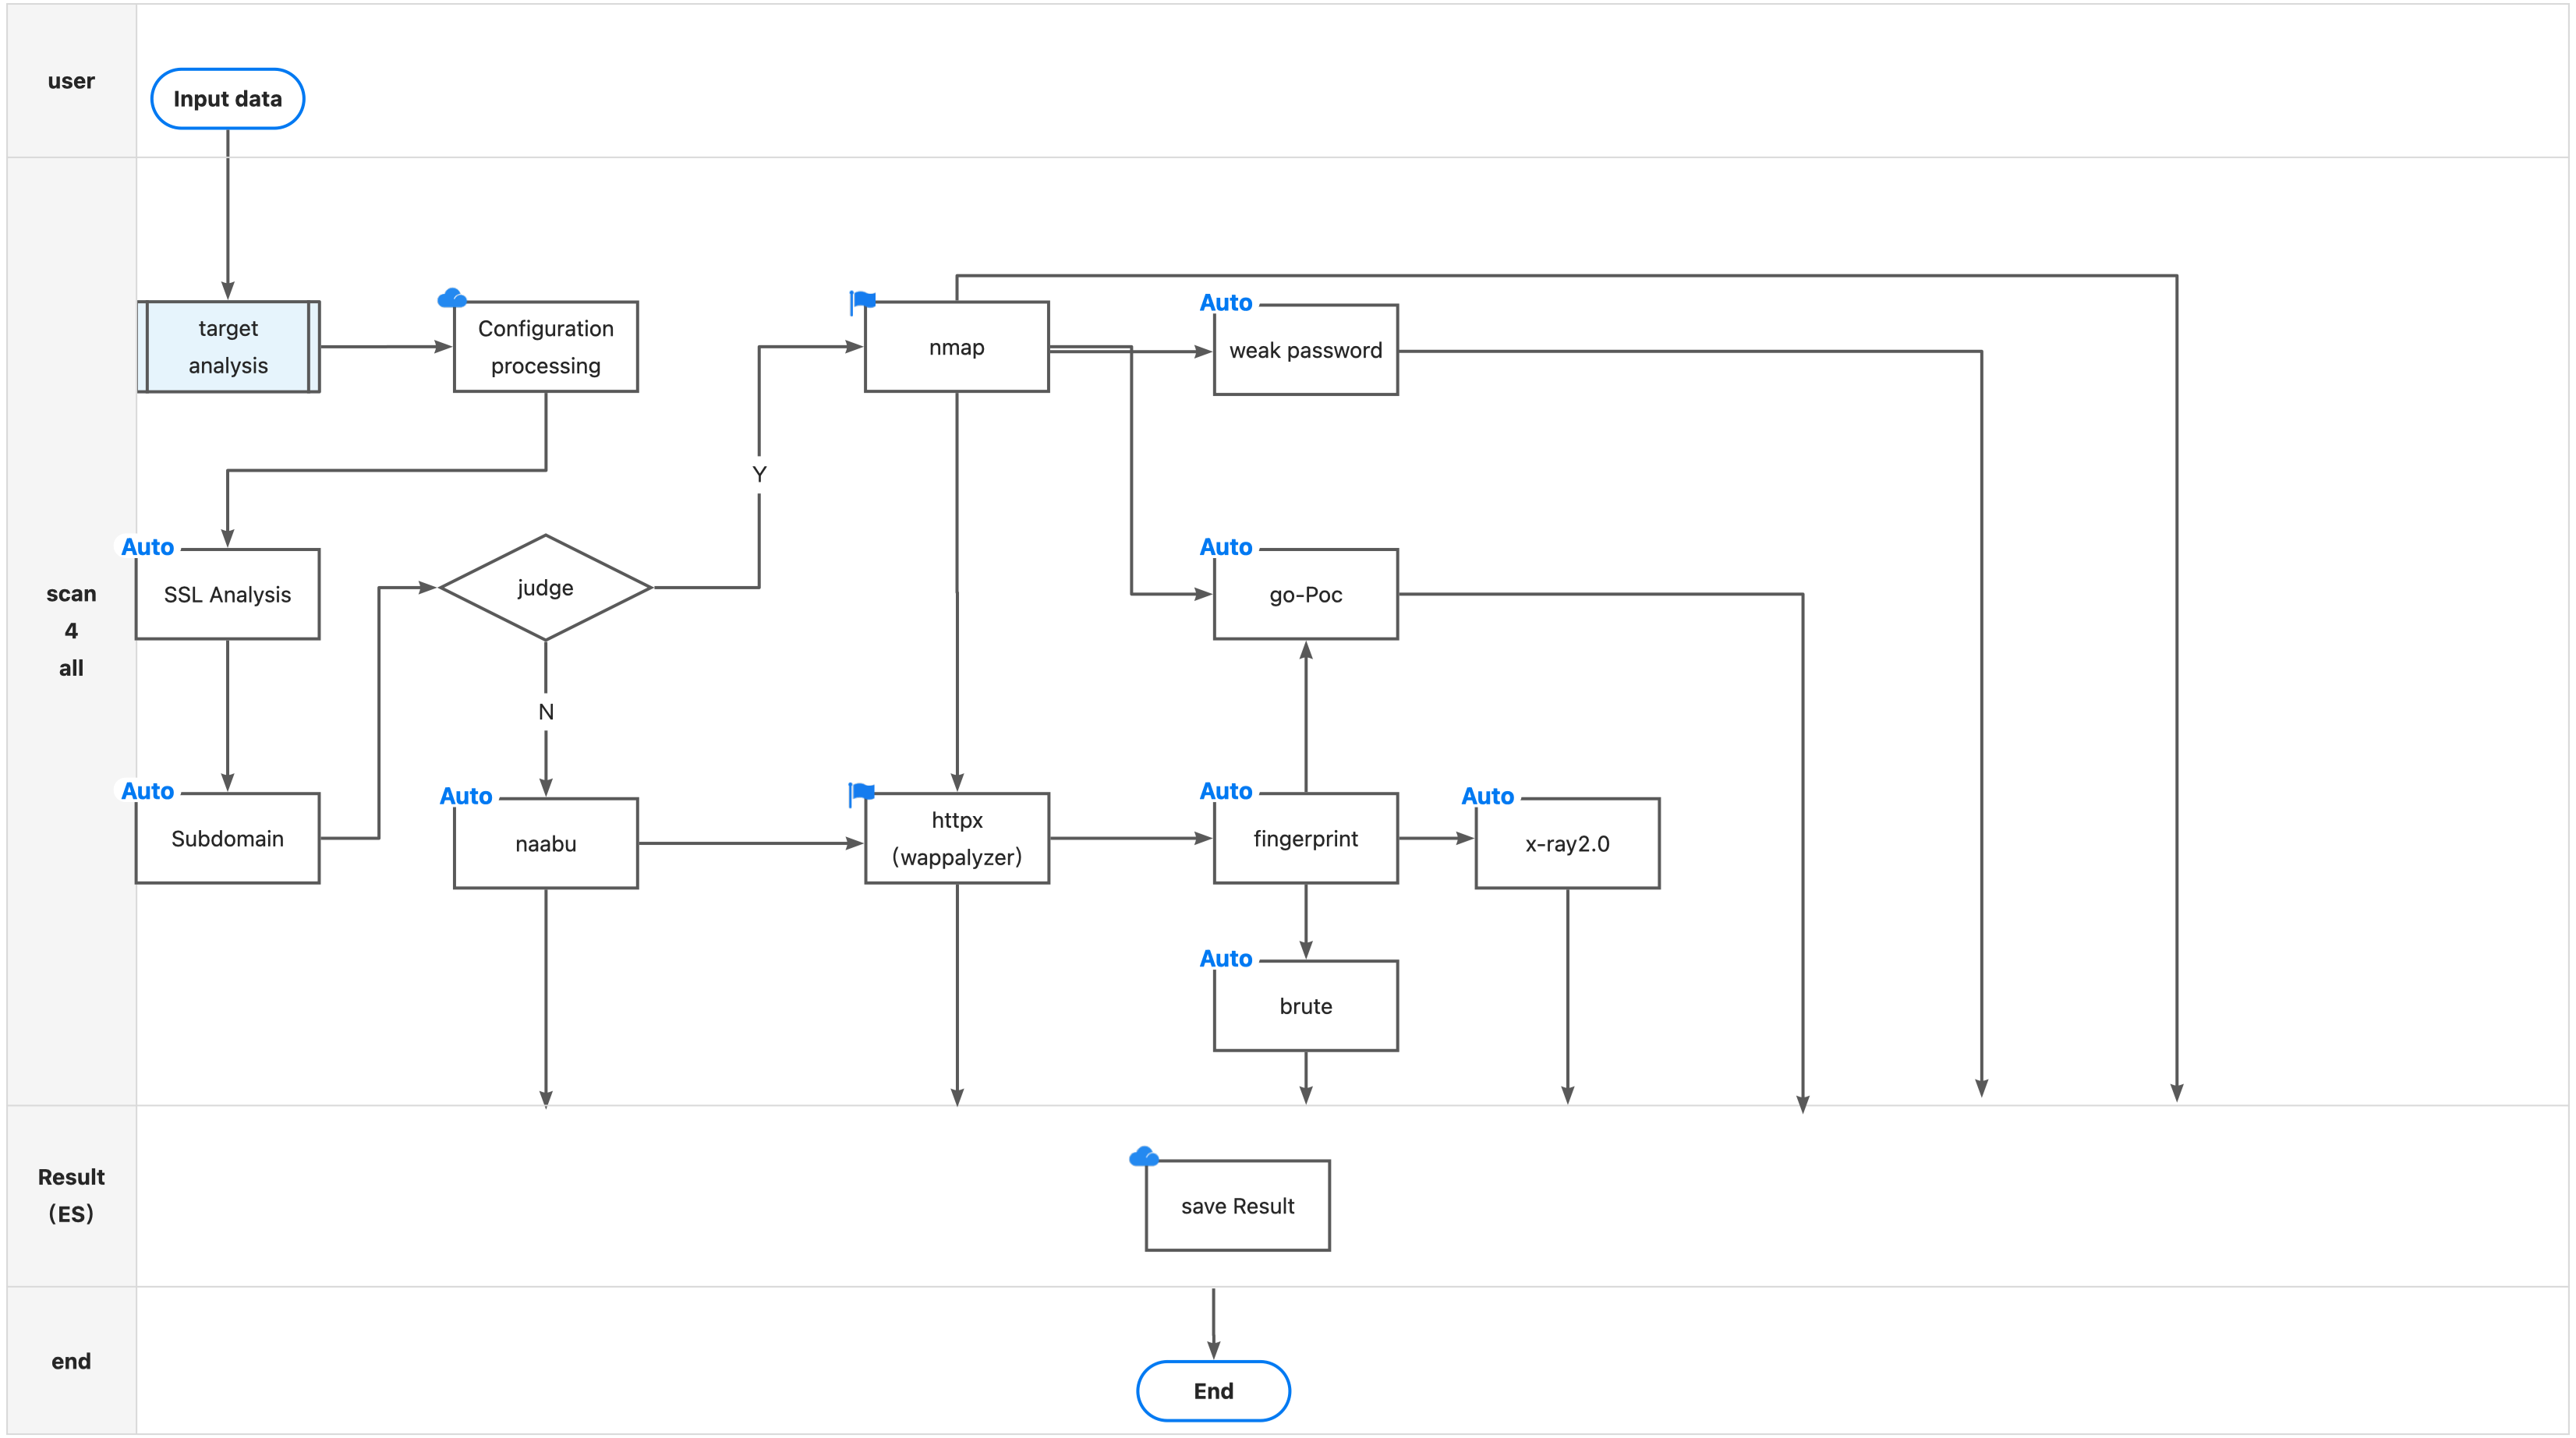 user
Input data
target
analysis
Configuration
processing
nmap
Auto
weak password
Y
scan
4
all
Auto
SSL Analysis
judge
Auto
go-Poc
N
Auto
Subdomain
Auto
naabu
httpx
(wappalyzer)
Auto
fingerprint
Auto
x-ray2.0
Auto
brute
Result
（ES）
save Result
end
End